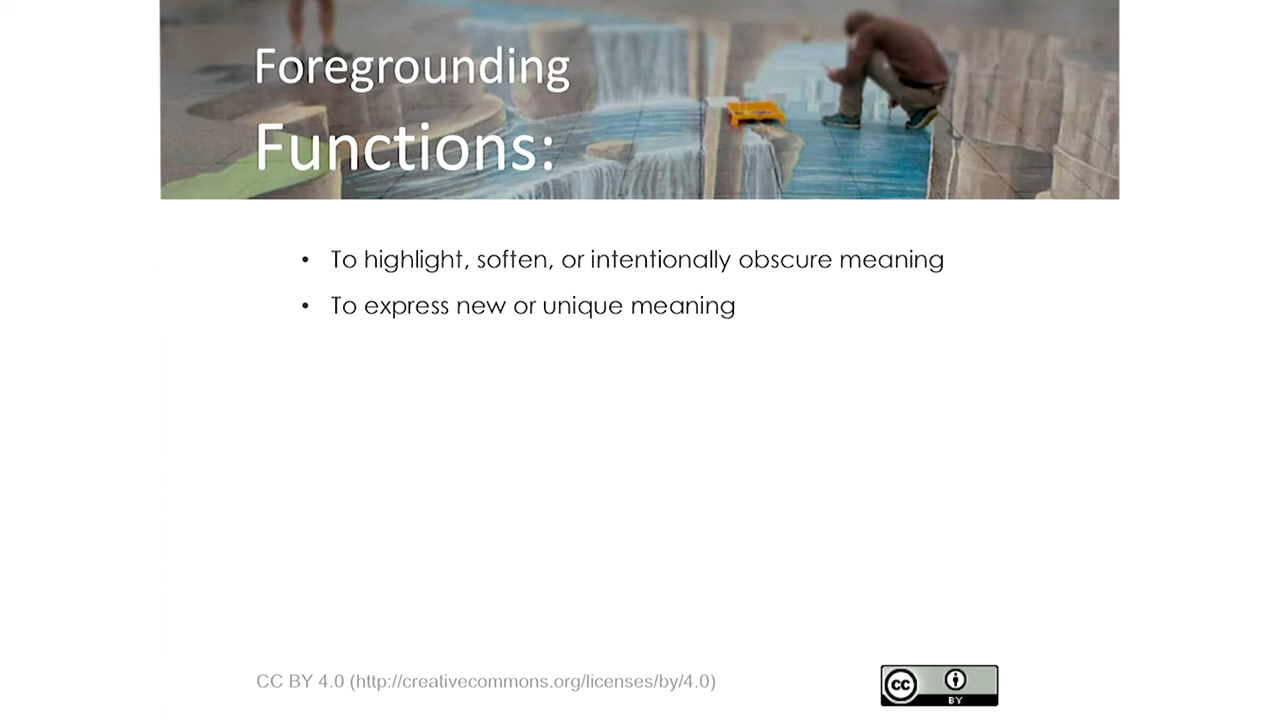 Foregrounding
Functions:
• To highlight, soften, or intentionally obscure meaning
• To express new or unique meaning
CC BY 4.0 (http://creativecommons.org/licenses/by/4.0)
cc
BY